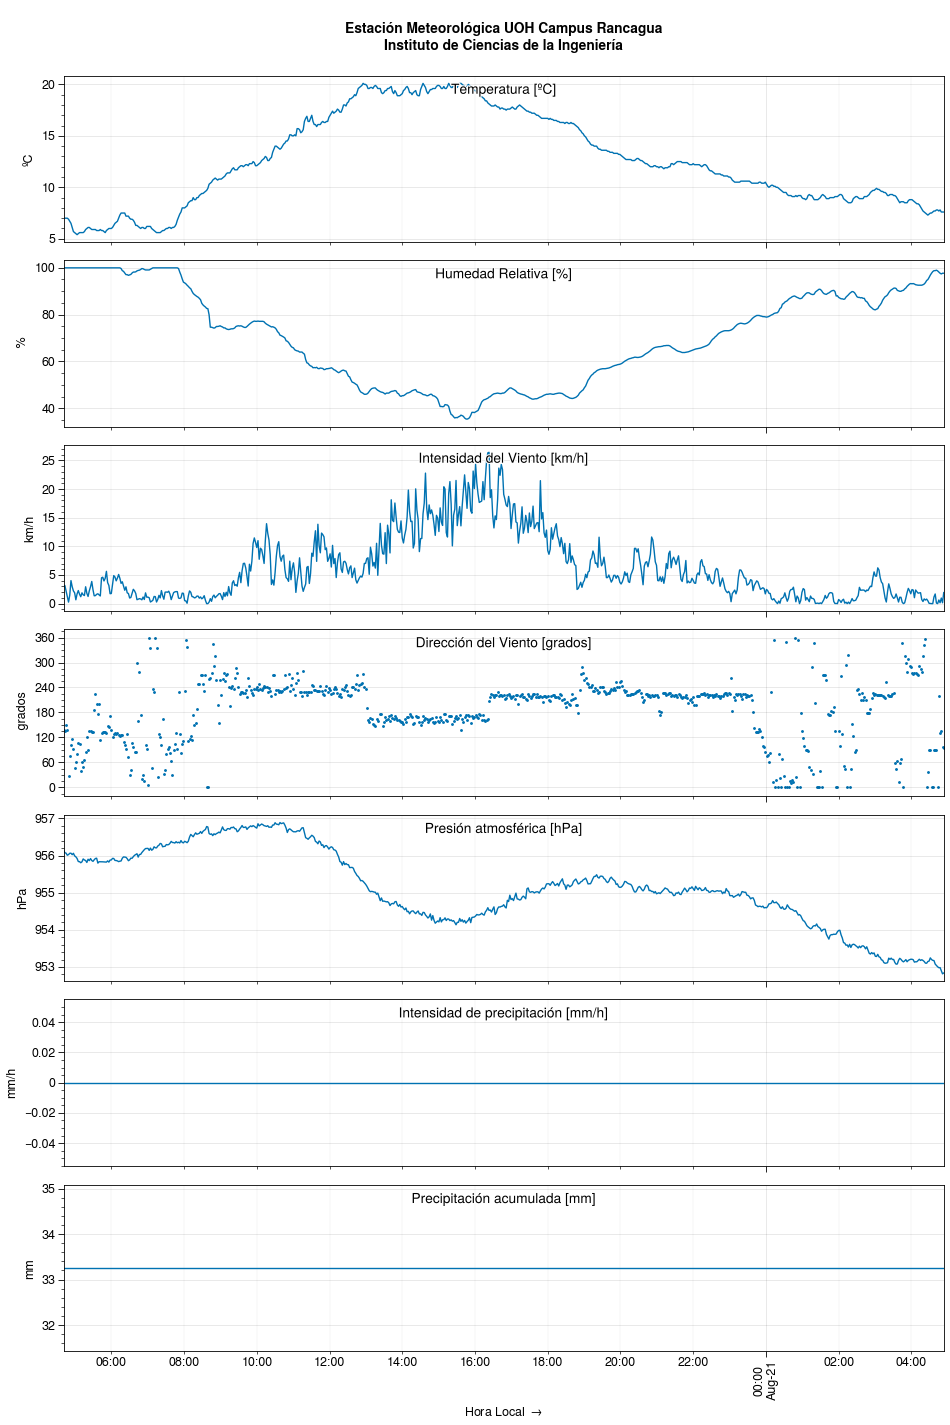 Estación Meteorológica UOH Campus Rancagua
Instituto de Ciencias de la Ingeniería
Temperatura [ºC]
ºC
20
15
10
5
Humedad Relativa [%]
%
100
80
60
40
Intensidad del Viento [km/h]
km/h
25
20
15
10
5
0
Dirección del Viento [grados]
grados
360
300
240
180
120
60
0
Presión atmosférica [hPa]
hPa
957
956
955
954
953
Intensidad de precipitación [mm/h]
mm/h
0.04
0.02
0
−0.02
−0.04
Precipitación acumulada [mm]
mm
35
34
33
32
06:00 08:00 10:00 12:00 14:00 16:00 18:00 20:00 22:00 00:00 02:00 04:00
Aug-21
Hora Local →